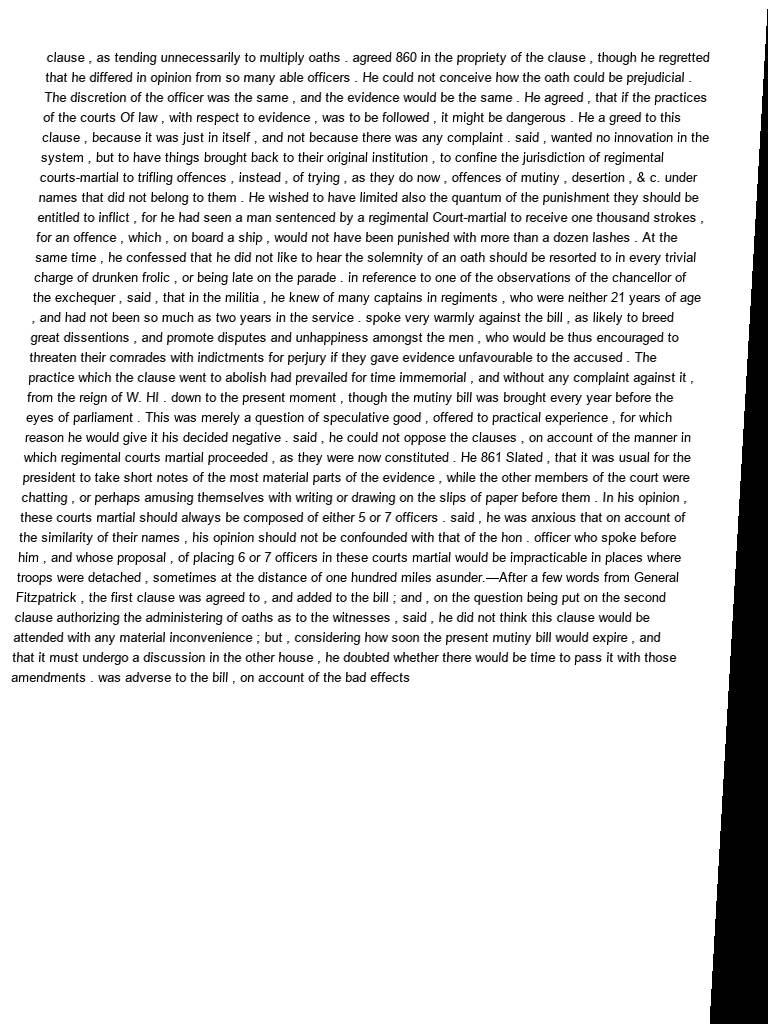 clause , as tending unnecessarily to multiply oaths . agreed 860 in the propriety of the clause , though he regretted
that he differed in opinion from so many able officers . He could not conceive how the oath could be prejudicial .
The discretion of the officer was the same , and the evidence would be the same . He agreed , that if the practices
of the courts Of law , with respect to evidence , was to be followed , it might be dangerous . He a greed to this
clause , because it was just in itself , and not because there was any complaint . said , wanted no innovation in the
system , but to have things brought back to their original institution , to confine the jurisdiction of regimental
courts-martial to trifling offences , instead , of trying , as they do now , offences of mutiny , desertion , & c. under
names that did not belong to them . He wished to have limited also the quantum of the punishment they should be
entitled to inflict , for he had seen a man sentenced by a regimental Court-martial to receive one thousand strokes ,
for an offence , which , on board a ship , would not have been punished with more than a dozen lashes . At the
same time , he confessed that he did not like to hear the solemnity of an oath should be resorted to in every trivial
charge of drunken frolic , or being late on the parade . in reference to one of the observations of the chancellor of
the exchequer , said , that in the militia , he knew of many captains in regiments , who were neither 21 years of age
, and had not been so much as two years in the service . spoke very warmly against the bill , as likely to breed
great dissentions , and promote disputes and unhappiness amongst the men , who would be thus encouraged to
threaten their comrades with indictments for perjury if they gave evidence unfavourable to the accused . The
practice which the clause went to abolish had prevailed for time immemorial , and without any complaint against it ,
from the reign of W. HI . down to the present moment , though the mutiny bill was brought every year before the
eyes of parliament . This was merely a question of speculative good , offered to practical experience , for which
reason he would give it his decided negative . said , he could not oppose the clauses , on account of the manner in
which regimental courts martial proceeded , as they were now constituted . He 861 Slated , that it was usual for the
president to take short notes of the most material parts of the evidence , while the other members of the court were
chatting , or perhaps amusing themselves with writing or drawing on the slips of paper before them . In his opinion ,
these courts martial should always be composed of either 5 or 7 officers . said , he was anxious that on account of
the similarity of their names , his opinion should not be confounded with that of the hon . officer who spoke before
him , and whose proposal , of placing 6 or 7 officers in these courts martial would be impracticable in places where
troops were detached , sometimes at the distance of one hundred miles asunder.—After a few words from General
Fitzpatrick , the first clause was agreed to , and added to the bill ; and , on the question being put on the second
clause authorizing the administering of oaths as to the witnesses , said , he did not think this clause would be
attended with any material inconvenience ; but , considering how soon the present mutiny bill would expire , and
that it must undergo a discussion in the other house , he doubted whether there would be time to pass it with those
amendments . was adverse to the bill , on account of the bad effects